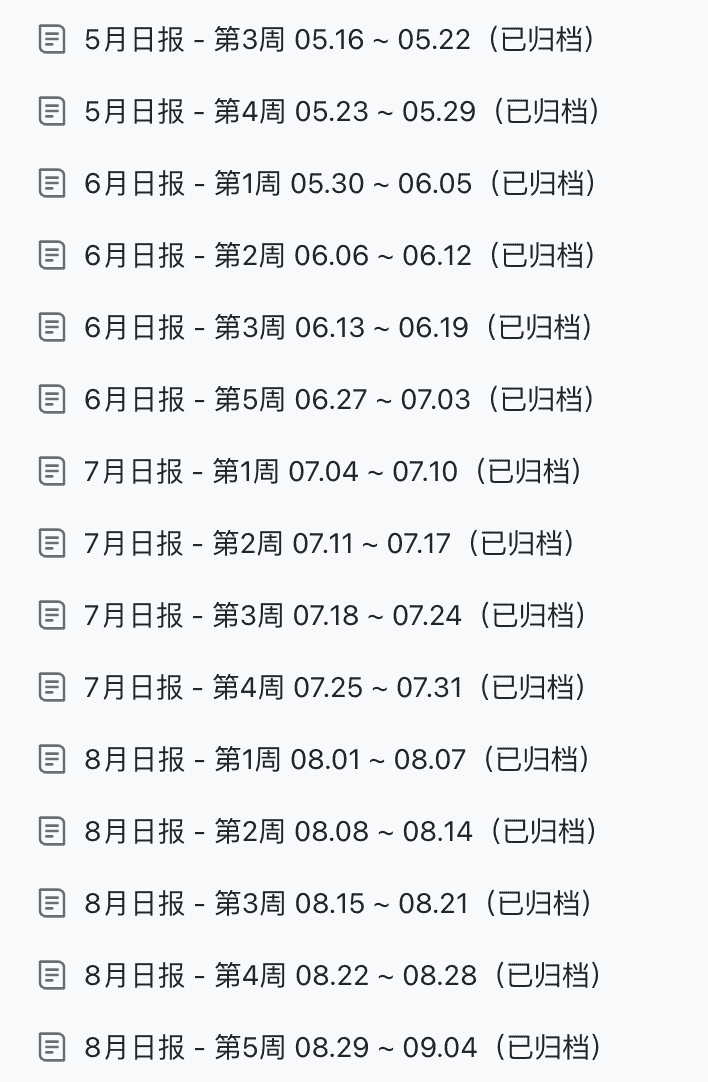 5月日报 - 第3周 05.16 ~ 05.22（已归档）
5月日报 - 第4周 05.23 ~ 05.29（已归档）
6月日报 - 第1周 05.30 ~ 06.05（已归档）
6月日报 - 第2周 06.06 ~ 06.12（已归档）
6月日报 - 第3周 06.13 ~ 06.19（已归档）
6月日报 - 第5周 06.27 ~ 07.03（已归档）
7月日报 - 第1周 07.04 ~ 07.10（已归档）
7月日报 - 第2周 07.11 ~ 07.17（已归档）
7月日报 - 第3周 07.18 ~ 07.24（已归档）
7月日报 - 第4周 07.25 ~ 07.31（已归档）
8月日报 - 第1周 08.01 ~ 08.07（已归档）
8月日报 - 第2周 08.08 ~ 08.14（已归档）
8月日报 - 第3周 08.15 ~ 08.21（已归档）
8月日报 - 第4周 08.22 ~ 08.28（已归档）
8月日报 - 第5周 08.29 ~ 09.04（已归档）